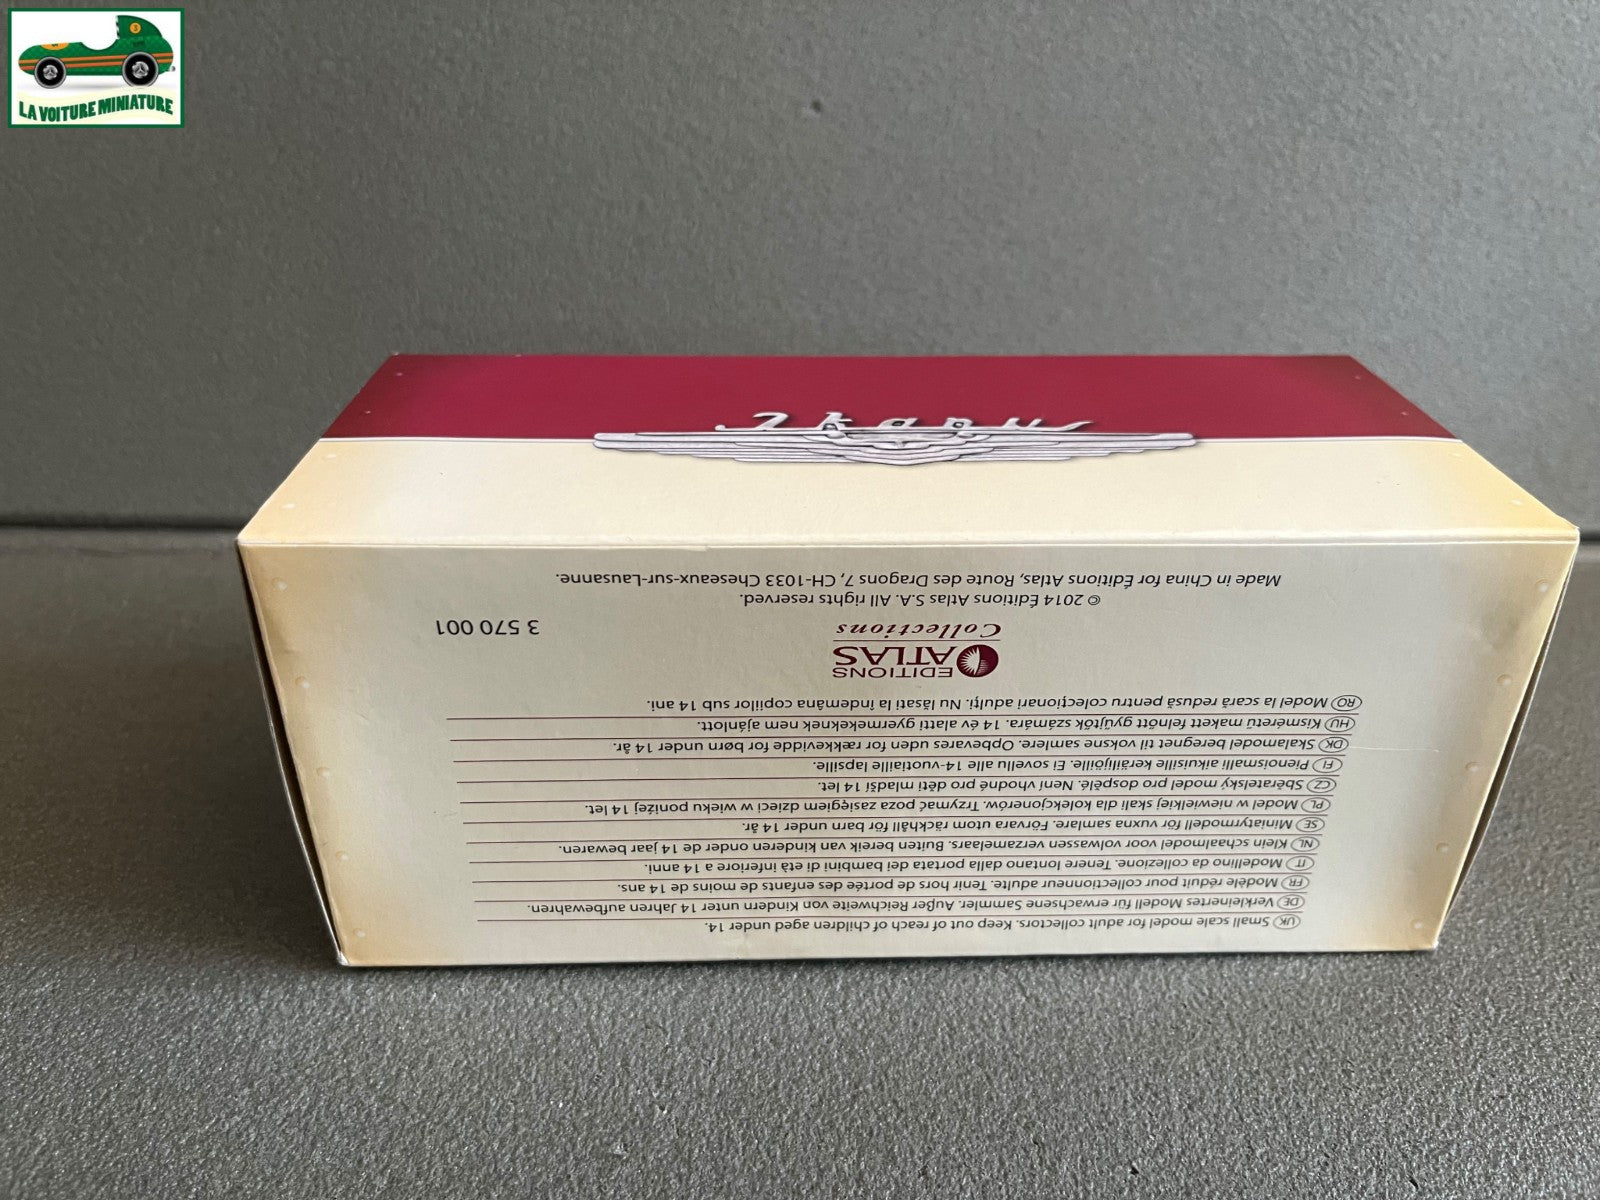 LA VOITURE MINIATURE
Ikarus
UK Small scale model for adult collectors. Keep out of reach of children aged under 14.
DE Verkleinertes Modell für erwachsene Sammler. Außer Reichweite von Kindern unter 14 Jahren aufbewahren.
FR Modèle réduit pour collectionneur adulte. Tenir hors de portée des enfants de moins de 14 ans.
IT Modellino da collezione. Tenere lontano dalla portata dei bambini di età inferiore a 14 anni.
NL Klein schaalmodel voor volwassen verzamelaars. Buiten bereik van kinderen onder de 14 jaar bewaren.
SE Miniatyrmodell för vuxna samlare. Förvara utom räckhåll för barn under 14 år.
PL Model w niewielkiej skali dla kolekcjonerów. Trzymać poza zasięgiem dzieci w wieku poniżej 14 let.
CZ Sběratelský model pro dospělé. Není vhodné pro děti mladší 14 let.
FI Pienoismalli aikuisille keräilijöille. Ei sovellu alle 14-vuotiaille lapsille.
DK Skalamodel beregnet til voksne samlere. Opbevares uden for rækkevidde for børn under 14 år.
HU Kisméretű makett felnőtt gyűjtők számára. 14 év alatti gyermekeknek nem ajánlott.
RO Model la scară redusă pentru colecţionari adulţi. Nu lăsati la îndemâna copiilor sub 14 ani.
EDITIONS
ATLAS
Collections
3 570 001
© 2014 Éditions Atlas S.A. All rights reserved.
Made in China for Éditions Atlas, Route des Dragons 7, CH-1033 Cheseaux-sur-Lausanne.